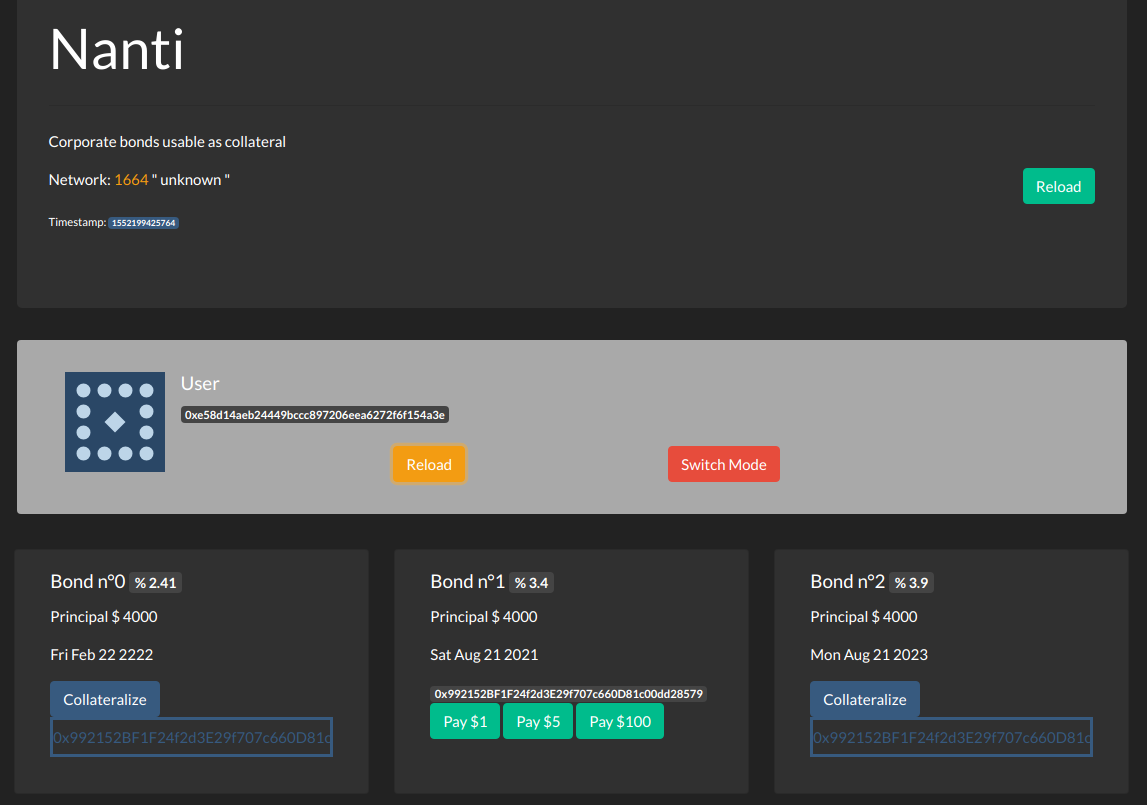 Nanti
Corporate bonds usable as collateral
Network: 1664 " unknown "
Reload
Timestamp: 1552199425764
User
0xe58d14aeb24449bccc897206eea6272f6f154a3e
Reload
Switch Mode
Bond n°0 % 2.41
Principal $ 4000
Fri Feb 22 2222
Collateralize
0x992152BF1F24f2d3E29f707c660D81c
Bond n°1 % 3.4
Principal $ 4000
Sat Aug 21 2021
0x992152BF1F24f2d3E29f707c660D81c00dd28579
Pay $1
Pay $5
Pay $100
Bond n°2 % 3.9
Principal $ 4000
Mon Aug 21 2023
Collateralize
0x992152BF1F24f2d3E29f707c660D81c